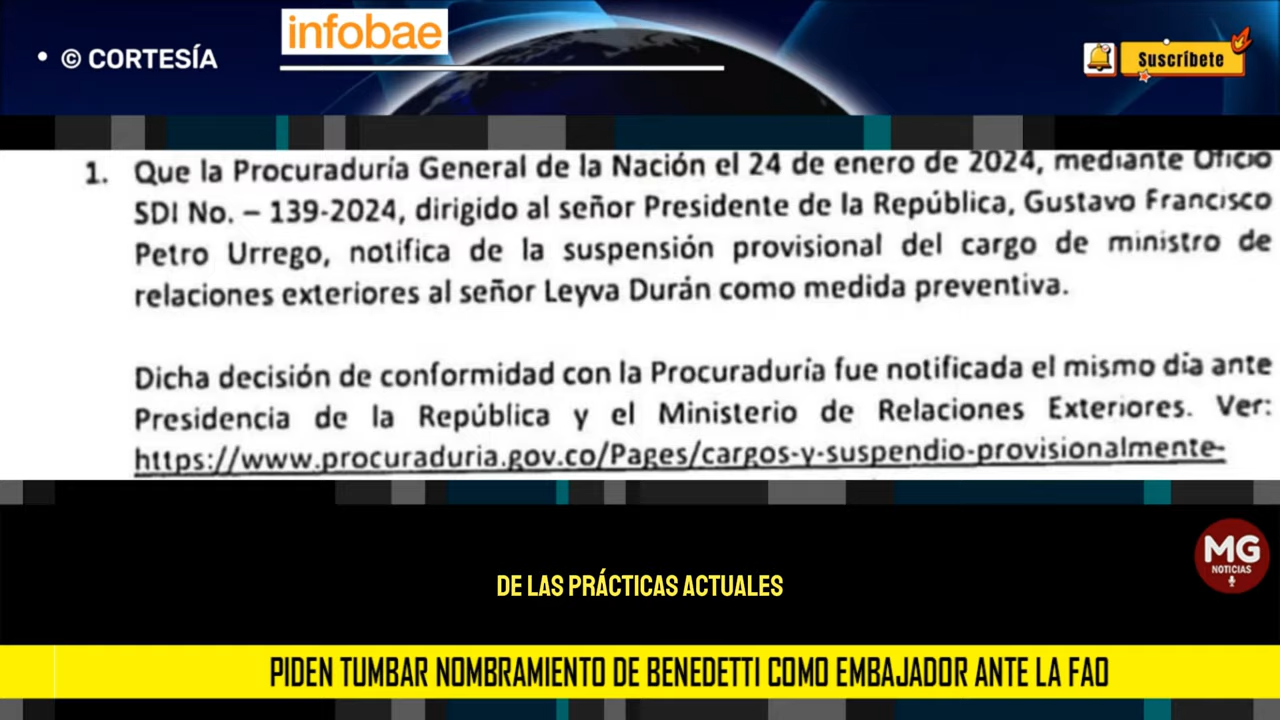 infobae
• © CORTESÍA
Suscríbete
1. Que la Procuraduría General de la Nación el 24 de enero de 2024, mediante Oficio
SDI No. – 139-2024, dirigido al señor Presidente de la República, Gustavo Francisco
Petro Urrego, notifica de la suspensión provisional del cargo de ministro de
relaciones exteriores al señor Leyva Durán como medida preventiva.
Dicha decisión de conformidad con la Procuraduría fue notificada el mismo día ante
Presidencia de la República y el Ministerio de Relaciones Exteriores. Ver:
https://www.procuraduria.gov.co/Pages/cargos-y-suspendio-provisionalmente-
MG
NOTICIAS
DE LAS PRÁCTICAS ACTUALES
PIDEN TUMBAR NOMBRAMIENTO DE BENEDETTI COMO EMBAJADOR ANTE LA FAO